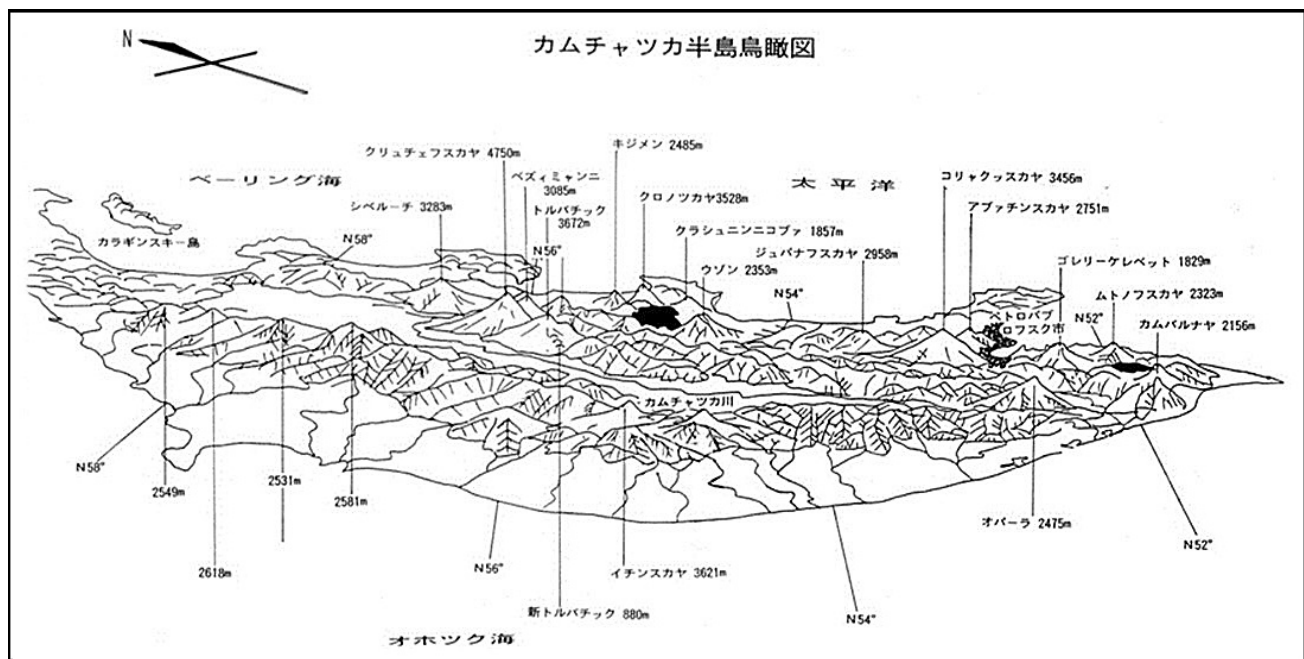 N
カムチャツカ半島鳥瞰図
ベーリング海
クリュチェフスカヤ 4750m
ベズィミャンニ
3085m
キジメン 2485m
太平洋
コリャクッスカヤ 3456m
シベルーチ 3283m
トルバチック
3672m
クロノツカヤ3528m
アブァチンスカヤ 2751m
カラギンスキー島
N58°
N56°
クラシュニンニコブァ 1857m
ウゾン 2353m
ジュパナフスカヤ 2958m
N54°
ゴレリーケレベット 1829m
ムトノフスカヤ 2323m
ペトロパブ
ロフスク市
N52°
カムバルナヤ 2156m
カムチャツカ川
N58°
2549m
2531m
2581m
2618m
N56°
イチンスカヤ 3621m
新トルバチック 880m
オパーラ 2475m
N54°
N52°
オホツク海